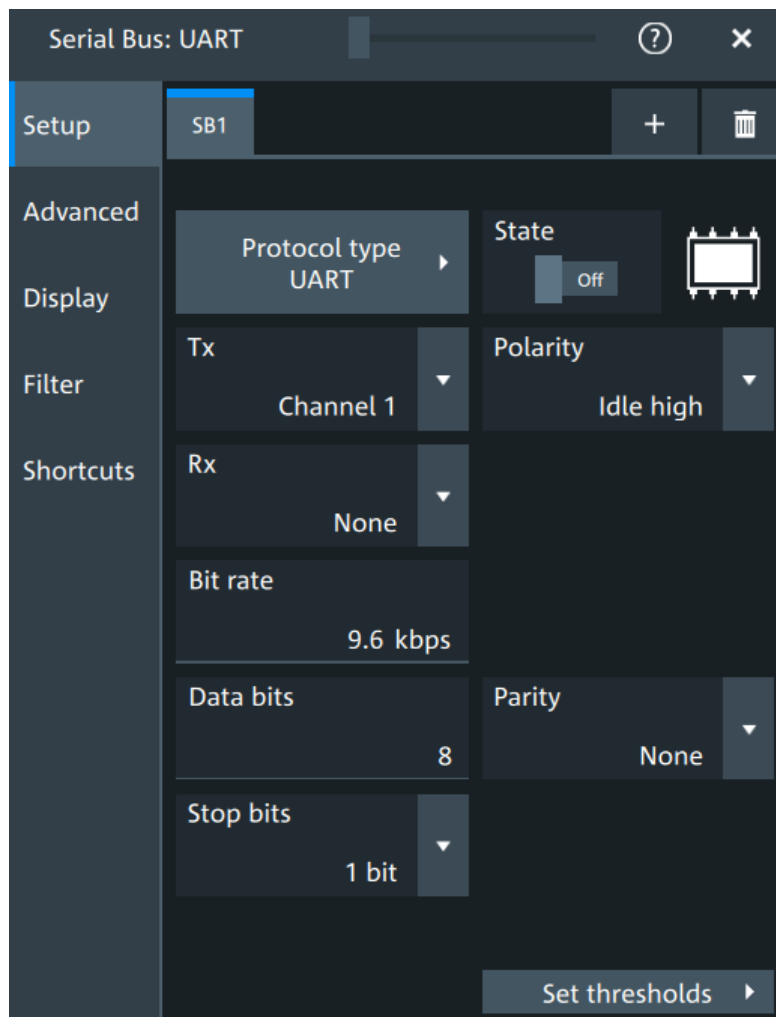 Serial Bus: UART
?
×
Setup
SB1
+
Advanced
Protocol type
UART
State
Off
Display
Tx
Channel 1
Polarity
Idle high
Filter
Rx
None
Shortcuts
Bit rate
9.6 kbps
Data bits
8
Parity
None
Stop bits
1 bit
Set thresholds